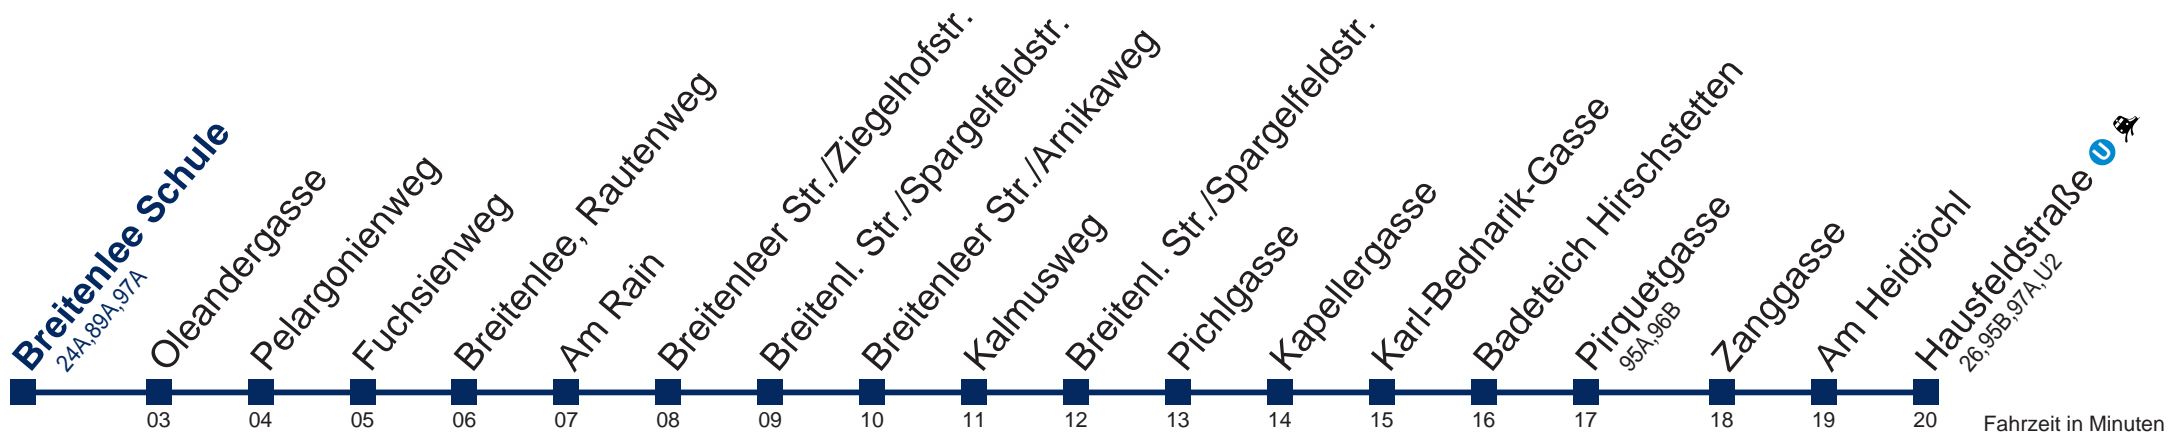 Breitenlee Schule
24A,89A,97A
Oleandergasse
Pelargonienweg
Fuchsienweg
Breitenlee, Rautenweg
Am Rain
Breitenleer Str./Ziegelhofstr.
Breitenl. Str./Spargelfeldstr.
Breitenleer Str./Arnikaweg
Kalmusweg
Breitenl. Str./Spargelfeldstr.
Pichlgasse
Kapellergasse
Karl-Bednarik-Gasse
Badeteich Hirschstetten
Pirquetgasse
95A,96B
Zanggasse
Am Heidjöchl
Hausfeldstraße U
26,95B,97A,U2
03 04 05 06 07 08 09 10 11 12 13 14 15 16 17 18 19 20 Fahrzeit in Minuten